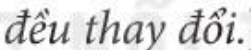 đều thay đổi.